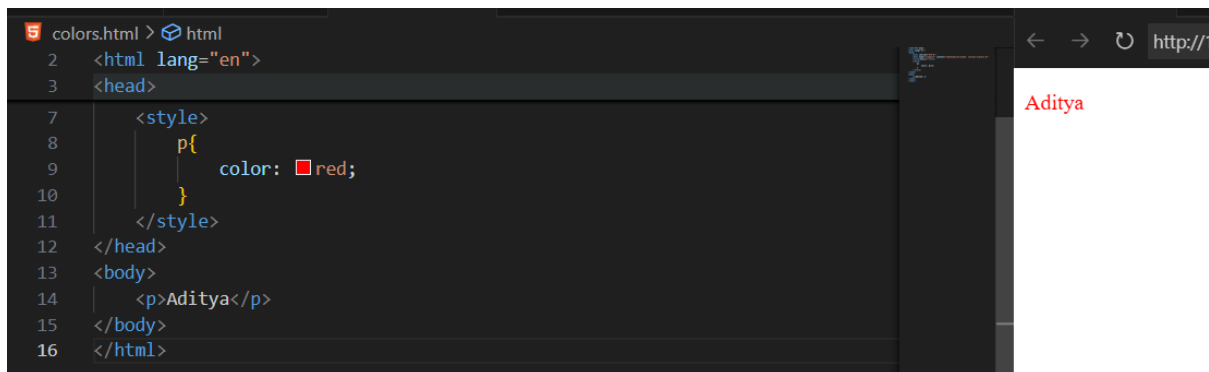 colors.html > html
2 <html lang="en">
3 <head>
7 <style>
8 p{
9 color: red;
10 }
11 </style>
12 </head>
13 <body>
14 <p>Aditya</p>
15 </body>
16 </html>
http://
Aditya